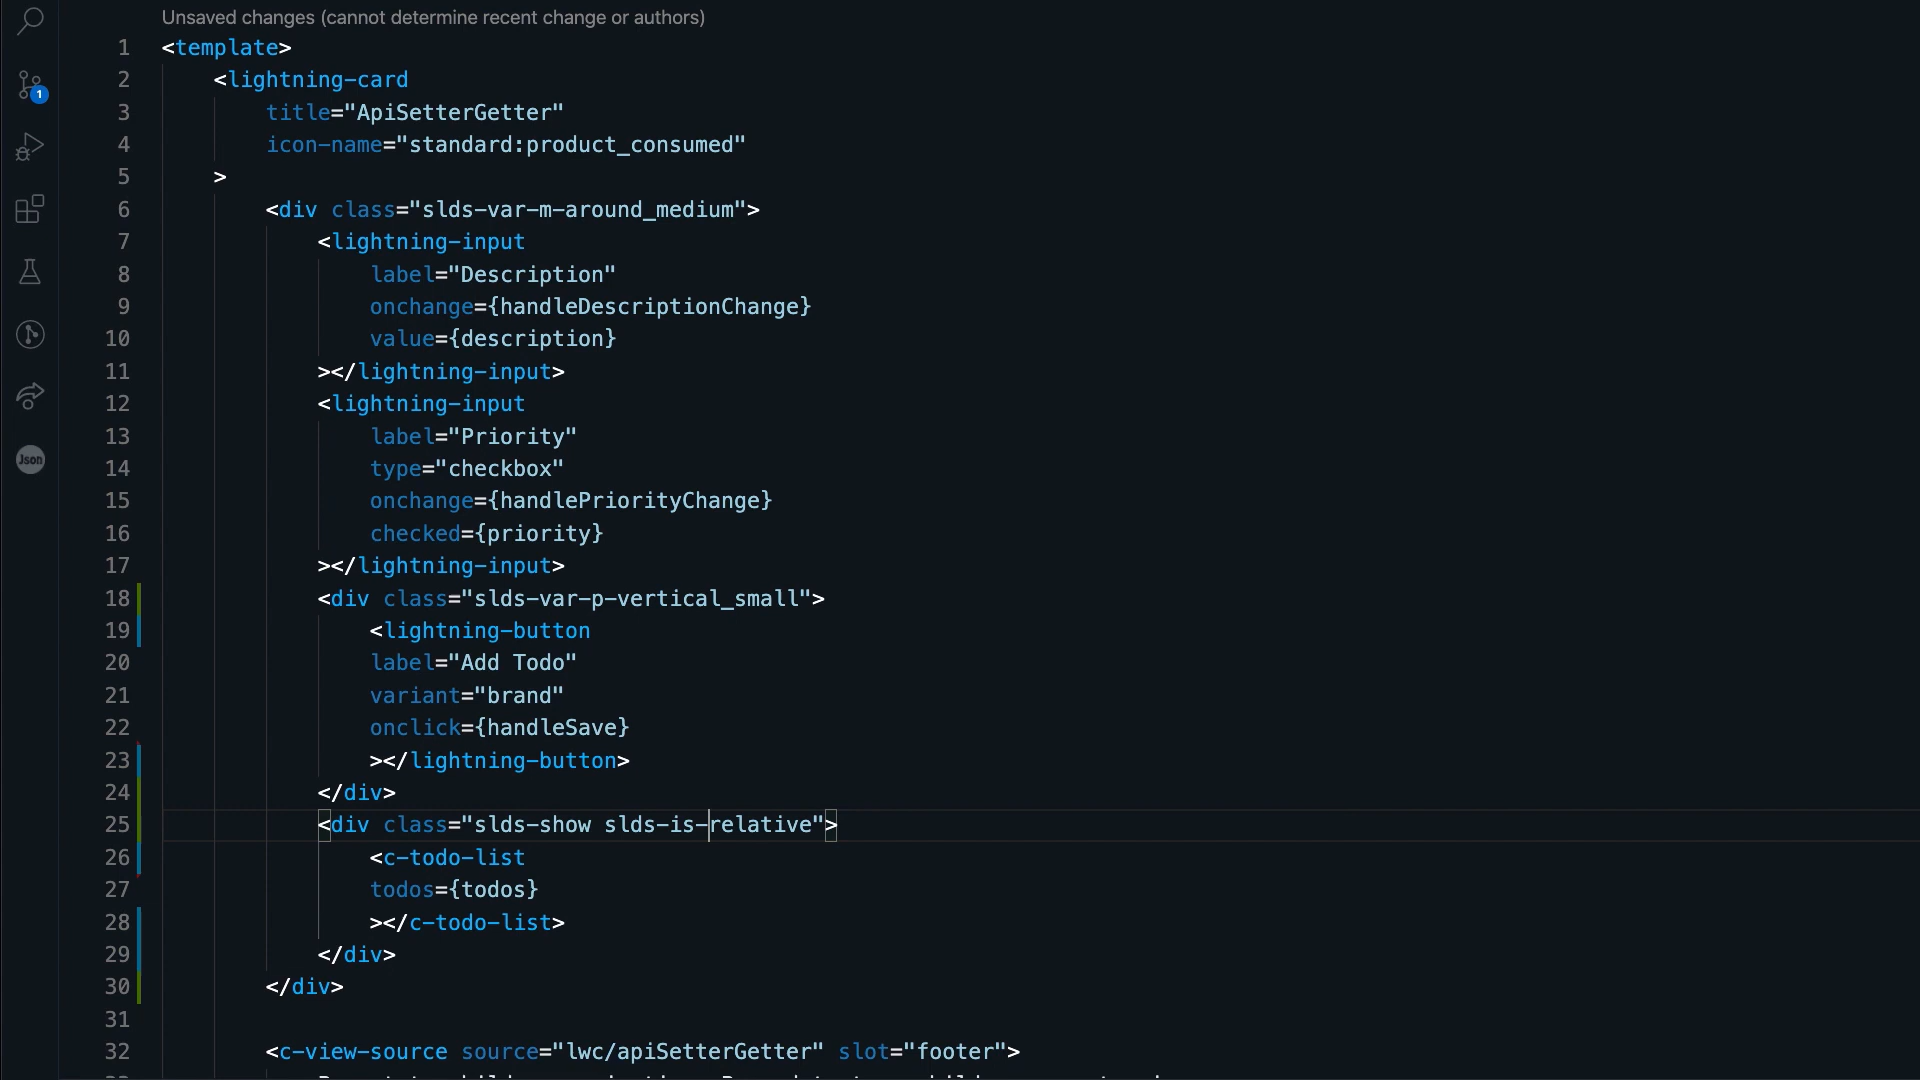 Unsaved changes (cannot determine recent change or authors)
1 <template>
2 <lightning-card
3 title="ApiSetterGetter"
4 icon-name="standard:product_consumed"
5 >
6 <div class="slds-var-m-around_medium">
7 <lightning-input
8 label="Description"
9 onchange={handleDescriptionChange}
10 value={description}
11 ></lightning-input>
12 <lightning-input
13 label="Priority"
14 type="checkbox"
15 onchange={handlePriorityChange}
16 checked={priority}
17 ></lightning-input>
18 <div class="slds-var-p-vertical_small">
19 <lightning-button
20 label="Add Todo"
21 variant="brand"
22 onclick={handleSave}
23 ></lightning-button>
24 </div>
25 <div class="slds-show slds-is-relative">
26 <c-todo-list
27 todos={todos}
28 ></c-todo-list>
29 </div>
30 </div>
31
32 <c-view-source source="lwc/apiSetterGetter" slot="footer">
1
Json